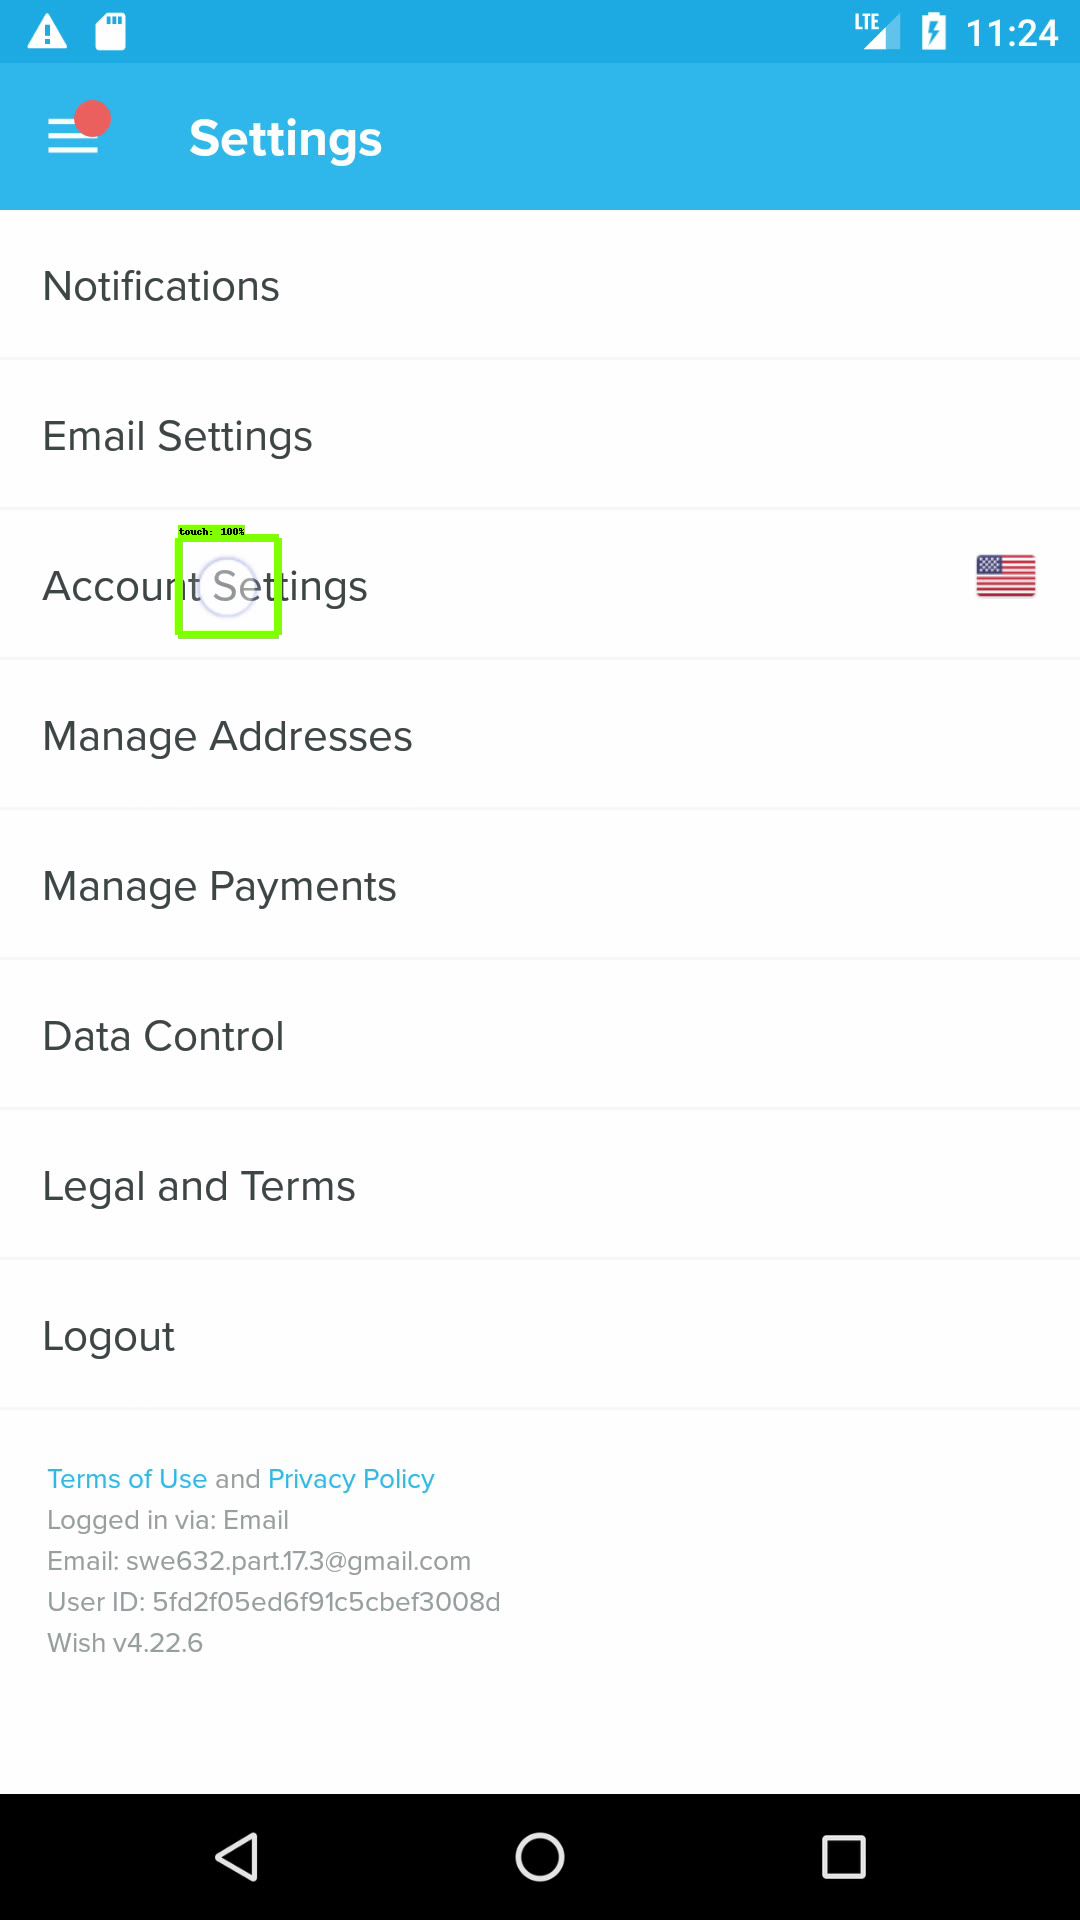 LTE 11:24
Settings
Notifications
Email Settings
touch: 100%
Account Settings
Manage Addresses
Manage Payments
Data Control
Legal and Terms
Logout
Terms of Use and Privacy Policy
Logged in via: Email
Email: swe632.part.17.3@gmail.com
User ID: 5fd2f05ed6f91c5cbef3008d
Wish v4.22.6